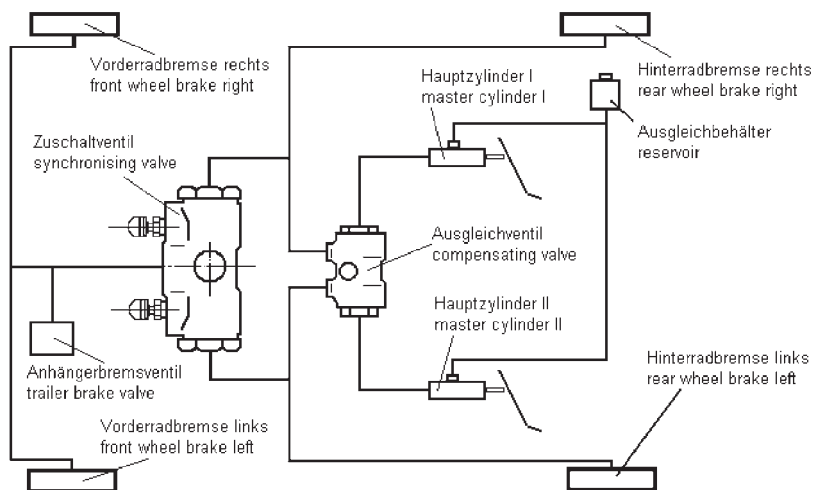 Vorderradbremse rechts
front wheel brake right
Hauptzylinder I
master cylinder I
Hinterradbremse rechts
rear wheel brake right
Zuschaltventil
synchronising valve
Ausgleichbehälter
reservoir
Ausgleichventil
compensating valve
Hauptzylinder II
master cylinder II
Anhängerbremsventil
trailer brake valve
Hinterradbremse links
rear wheel brake left
Vorderradbremse links
front wheel brake left